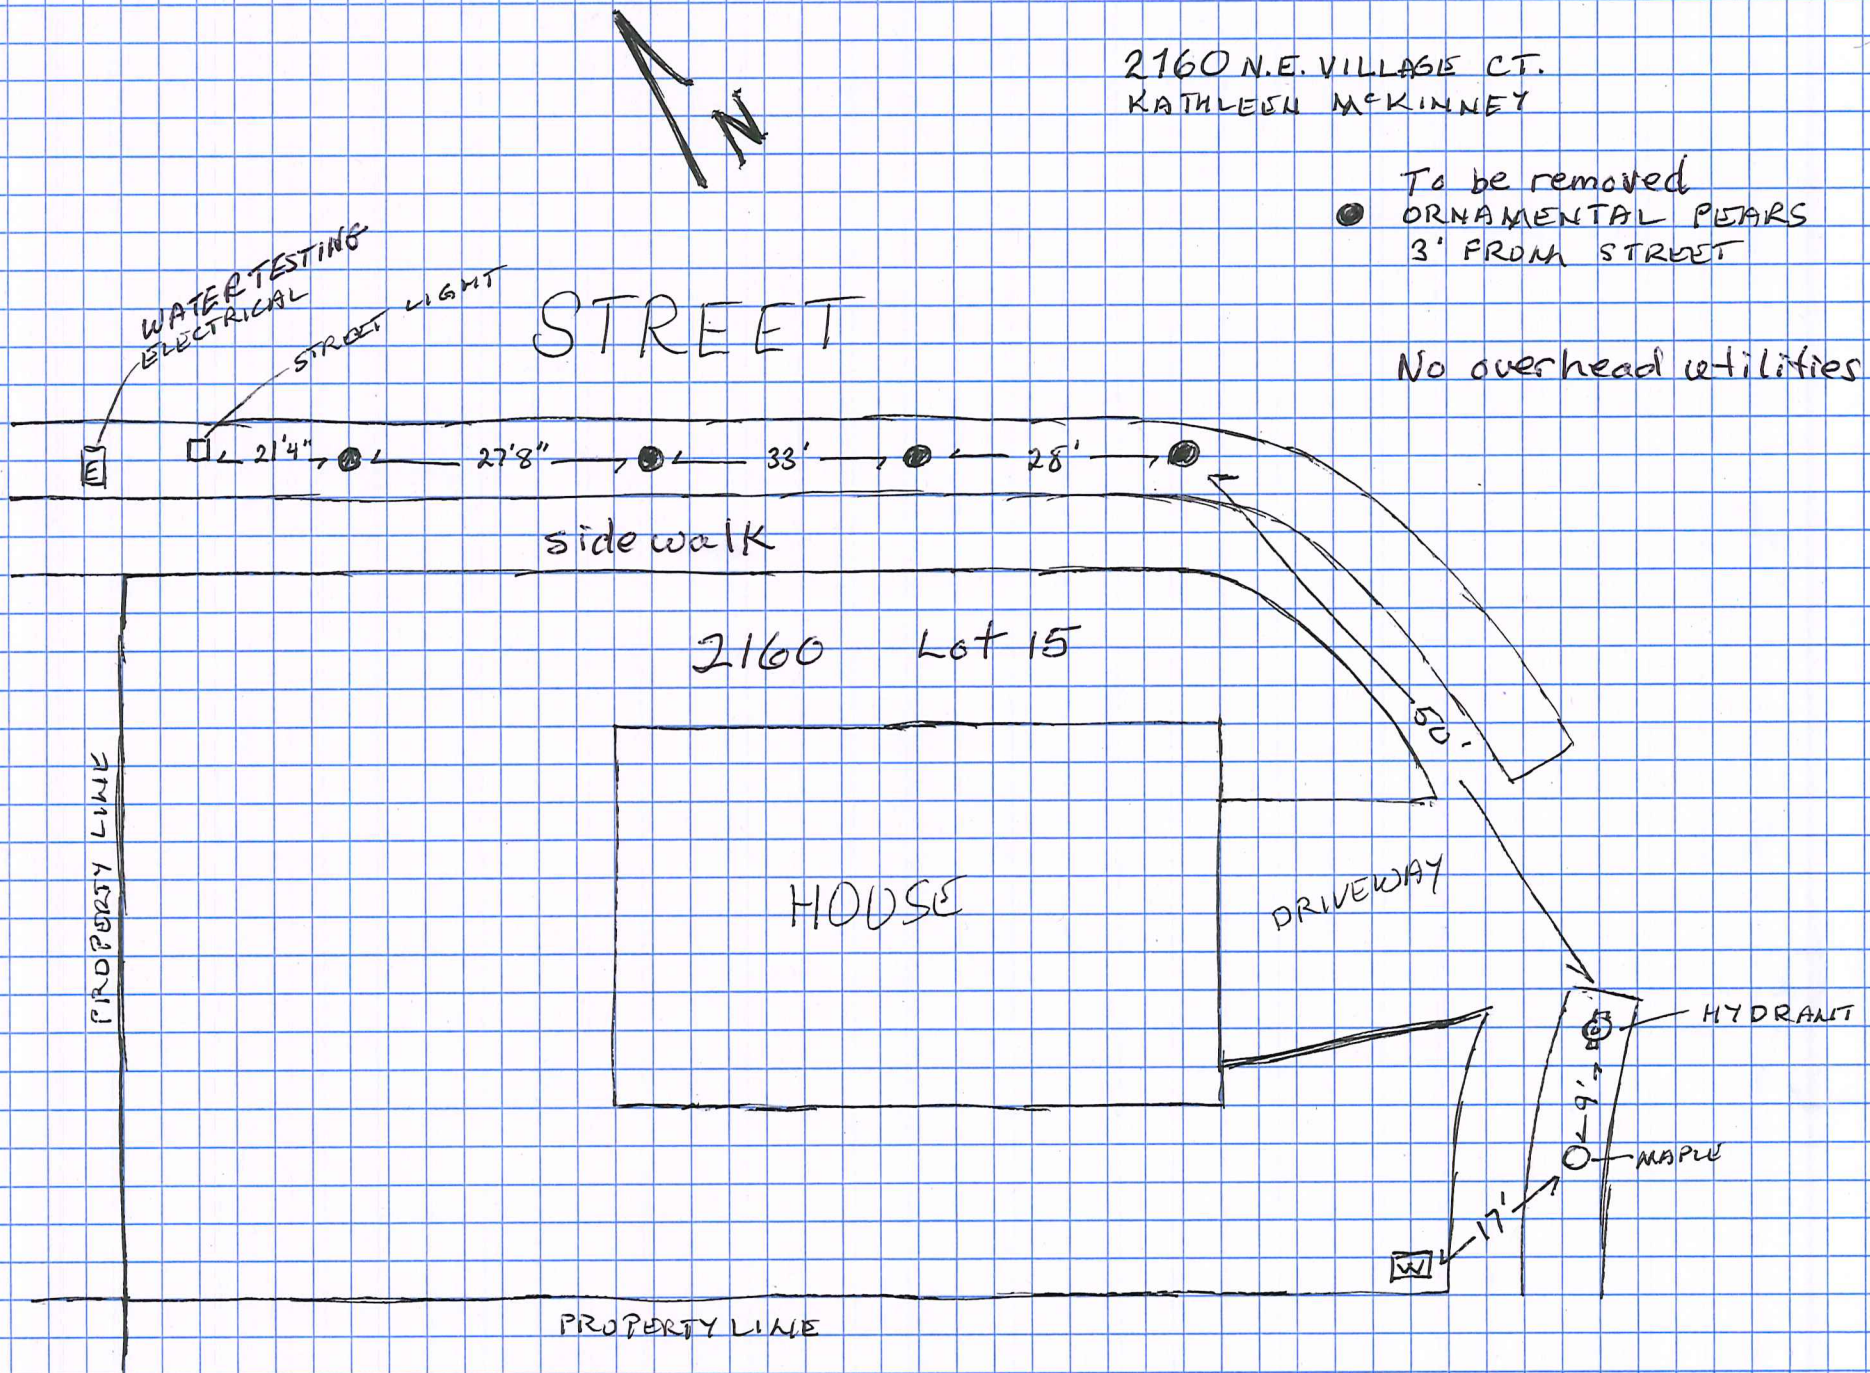 N
2160 N.E. VILLAGE CT.
KATHLEEN McKINNEY
To be removed
ORNAMENTAL PEARS
3' FROM STREET
No overhead utilities
WATER TESTING
ELECTRICAL
STREET LIGHT
STREET
E
21'4"
27'8"
33'
28'
sidewalk
2160 Lot 15
50'
PROPERTY LINE
HOUSE
DRIVEWAY
HYDRANT
9'
MAPLE
17'
W
PROPERTY LINE